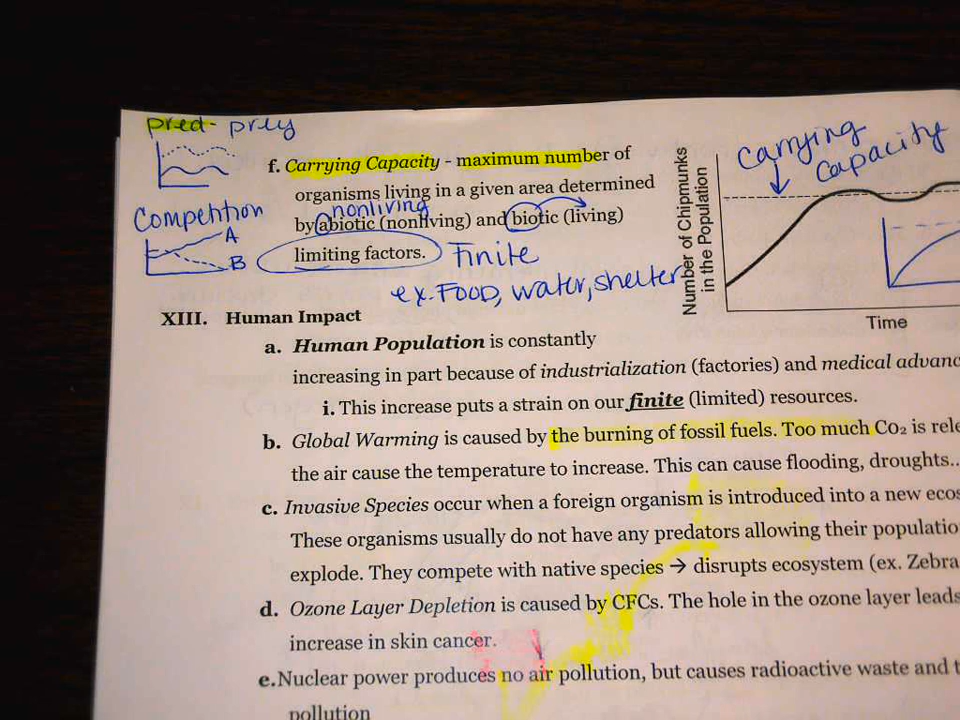 pred- prey
f. Carrying Capacity - maximum number of
organisms living in a given area determined
nonliving
by abiotic (nonliving) and biotic (living)
limiting factors. Finite
ex. Food, water, shelter
Competition
A
B
Number of Chipmunks
in the Population
Carrying
Capacity
Time
XIII. Human Impact
a. Human Population is constantly
increasing in part because of industrialization (factories) and medical advanc
i. This increase puts a strain on our finite (limited) resources.
b. Global Warming is caused by the burning of fossil fuels. Too much Co₂ is rele
the air cause the temperature to increase. This can cause flooding, droughts..
c. Invasive Species occur when a foreign organism is introduced into a new ecos
These organisms usually do not have any predators allowing their populatio
explode. They compete with native species → disrupts ecosystem (ex. Zebra
d. Ozone Layer Depletion is caused by CFCs. The hole in the ozone layer leads
increase in skin cancer.
e.Nuclear power produces no air pollution, but causes radioactive waste and t
pollution